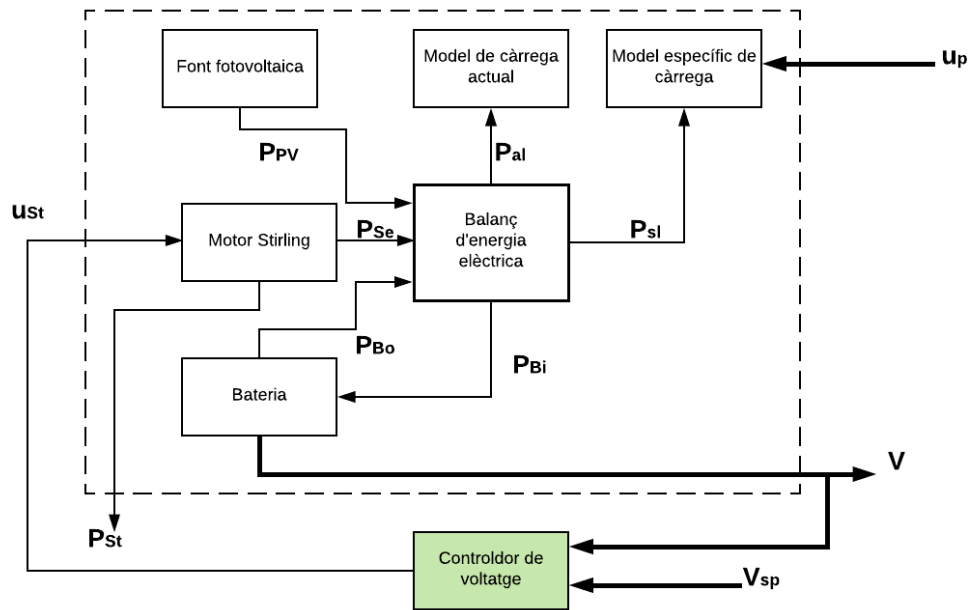 Font fotovoltaica
Model de càrrega
actual
Model específic de
càrrega
up
PPV
Pal
uSt
Motor Stirling
PSe
Balanç
d'energia
elèctrica
Psl
PBo
PBi
Bateria
V
PSt
Controldor de
voltatge
Vsp